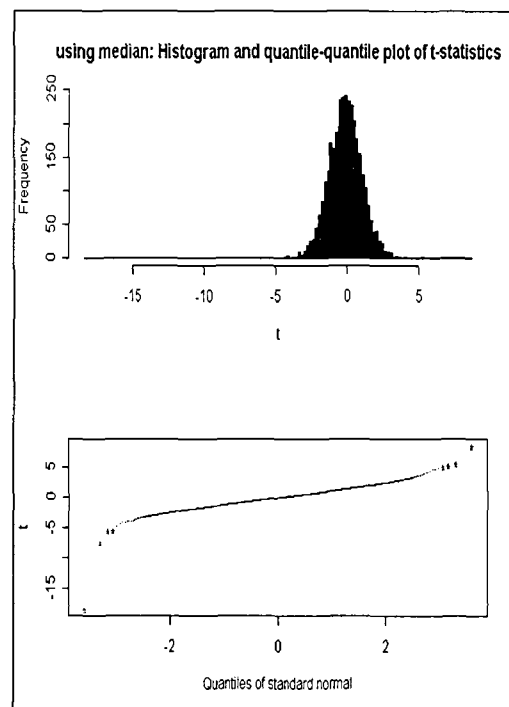 using median: Histogram and quantile-quantile plot of t-statistics
Frequency
250
150
50
0
-15 -10 -5 0 5
t
t
5
0
-5
-15
-2 0 2
Quantiles of standard normal